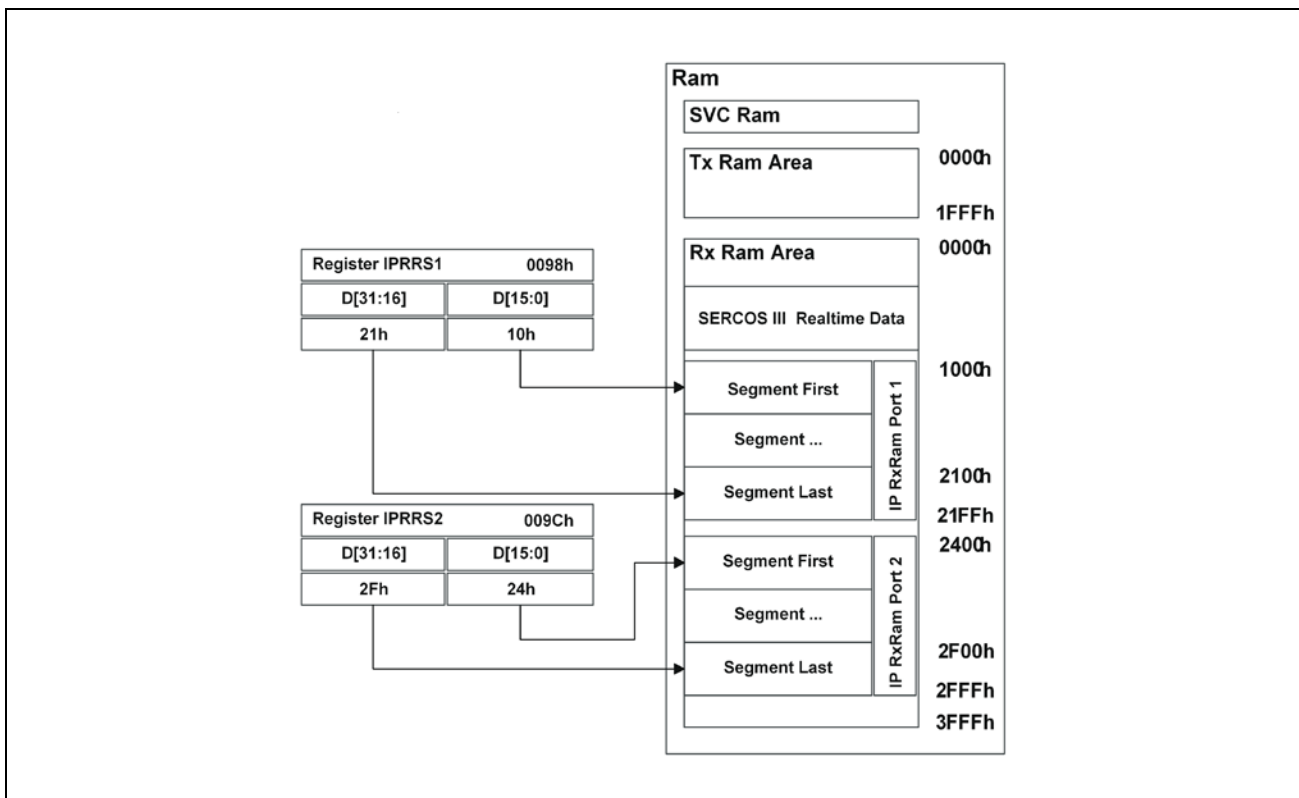 Ram
SVC Ram
Tx Ram Area
0000h
1FFFh
Rx Ram Area
0000h
SERCOS III Realtime Data
Register IPRRS1 0098h
D[31:16] D[15:0]
21h 10h
1000h
Segment First
Segment ...
Segment Last
IP RxRam Port 1
2100h
21FFh
Register IPRRS2 009Ch
D[31:16] D[15:0]
2Fh 24h
2400h
Segment First
Segment ...
Segment Last
IP RxRam Port 2
2F00h
2FFFh
3FFFh